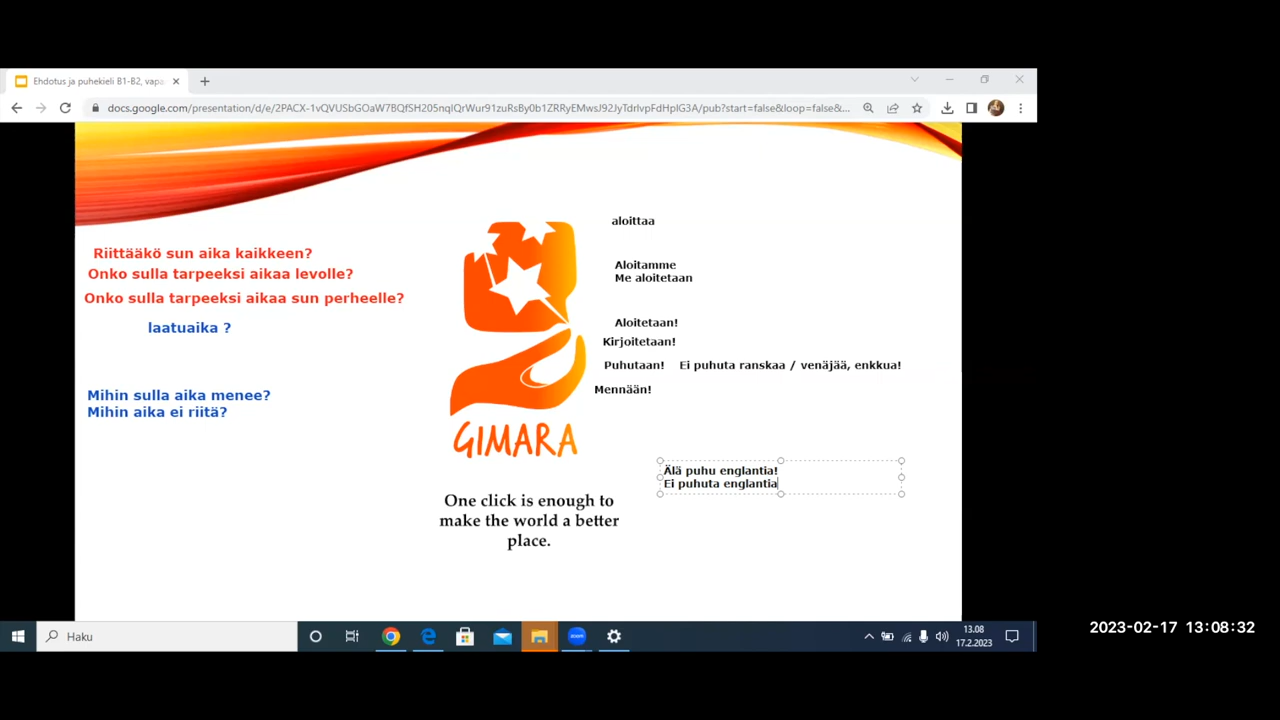 Ehdotus ja puhekieli B1-B2, vapa
docs.google.com/presentation/d/e/2PACX-1vQVUSbGOaW7BQfSH205nqIQrWur91zuRsBy0b1ZRRyEMwsJ92JyTdrlvpFdHpIG3A/pub?start=false&loop=false&...
Riittääkö sun aika kaikkeen?
Onko sulla tarpeeksi aikaa levolle?
Onko sulla tarpeeksi aikaa sun perheelle?
laatuaika ?
Mihin sulla aika menee?
Mihin aika ei riitä?
GIMARA
One click is enough to
make the world a better
place.
aloittaa
Aloitamme
Me aloitetaan
Aloitetaan!
Kirjoitetaan!
Puhutaan! Ei puhuta ranskaa / venäjää, enkkua!
Mennään!
Älä puhu englantia!
Ei puhuta englantia
Haku
zoom
13.08
17.2.2023
2023-02-17 13:08:32